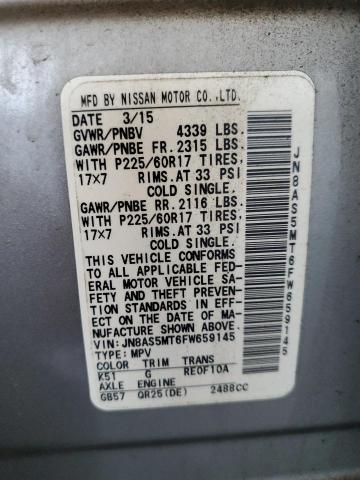 MFD BY NISSAN MOTOR CO.,LTD.
DATE 3/15
GVWR/PNBV 4339 LBS.
GAWR/PNBE FR. 2315 LBS.
WITH P225/60R17 TIRES,
17×7 RIMS.AT 33 PSI
COLD SINGLE.
GAWR/PNBE RR. 2116 LBS.
WITH P225/60R17 TIRES,
17×7 RIMS.AT 33 PSI
COLD SINGLE.
THIS VEHICLE CONFORMS
TO ALL APPLICABLE FED-
ERAL MOTOR VEHICLE SA-
FETY AND THEFT PREVEN-
TION STANDARDS IN EFFECT
ON THE DATE OF MA-
NUFACTURE SHOWN ABOVE.
VIN: JN8AS5MT6FW659145
TYPE: MPV
COLOR TRIM TRANS
K51 G RE0F10A
AXLE ENGINE
GB57 QR25(DE) 2488CC
JN8AS5MT6FW659145